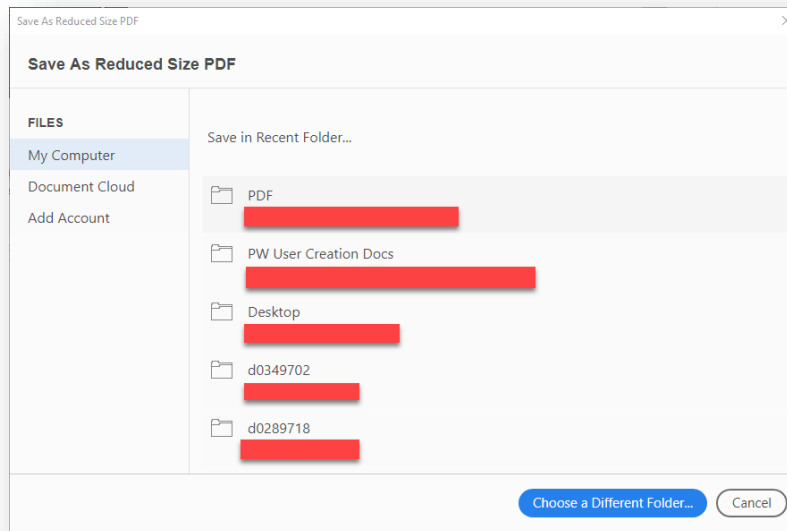 Save As Reduced Size PDF
Save As Reduced Size PDF
FILES
My Computer
Document Cloud
Add Account
Save in Recent Folder...
PDF
PW User Creation Docs
Desktop
d0349702
d0289718
Choose a Different Folder...
Cancel